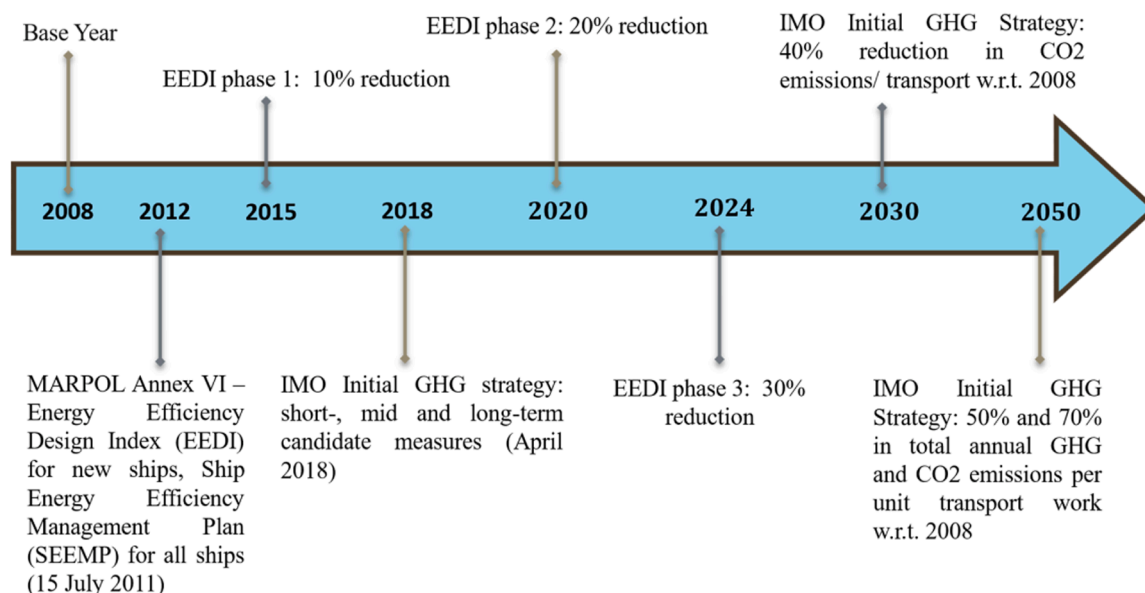 Base Year
EEDI phase 1: 10% reduction
EEDI phase 2: 20% reduction
IMO Initial GHG Strategy:
40% reduction in CO2
emissions/ transport w.r.t. 2008
2008 2012 2015 2018 2020 2024 2030 2050
MARPOL Annex VI –
Energy Efficiency
Design Index (EEDI)
for new ships, Ship
Energy Efficiency
Management Plan
(SEEMP) for all ships
(15 July 2011)
IMO Initial GHG strategy:
short-, mid and long-term
candidate measures (April
2018)
EEDI phase 3: 30%
reduction
IMO Initial GHG
Strategy: 50% and 70%
in total annual GHG
and CO2 emissions per
unit transport work
w.r.t. 2008